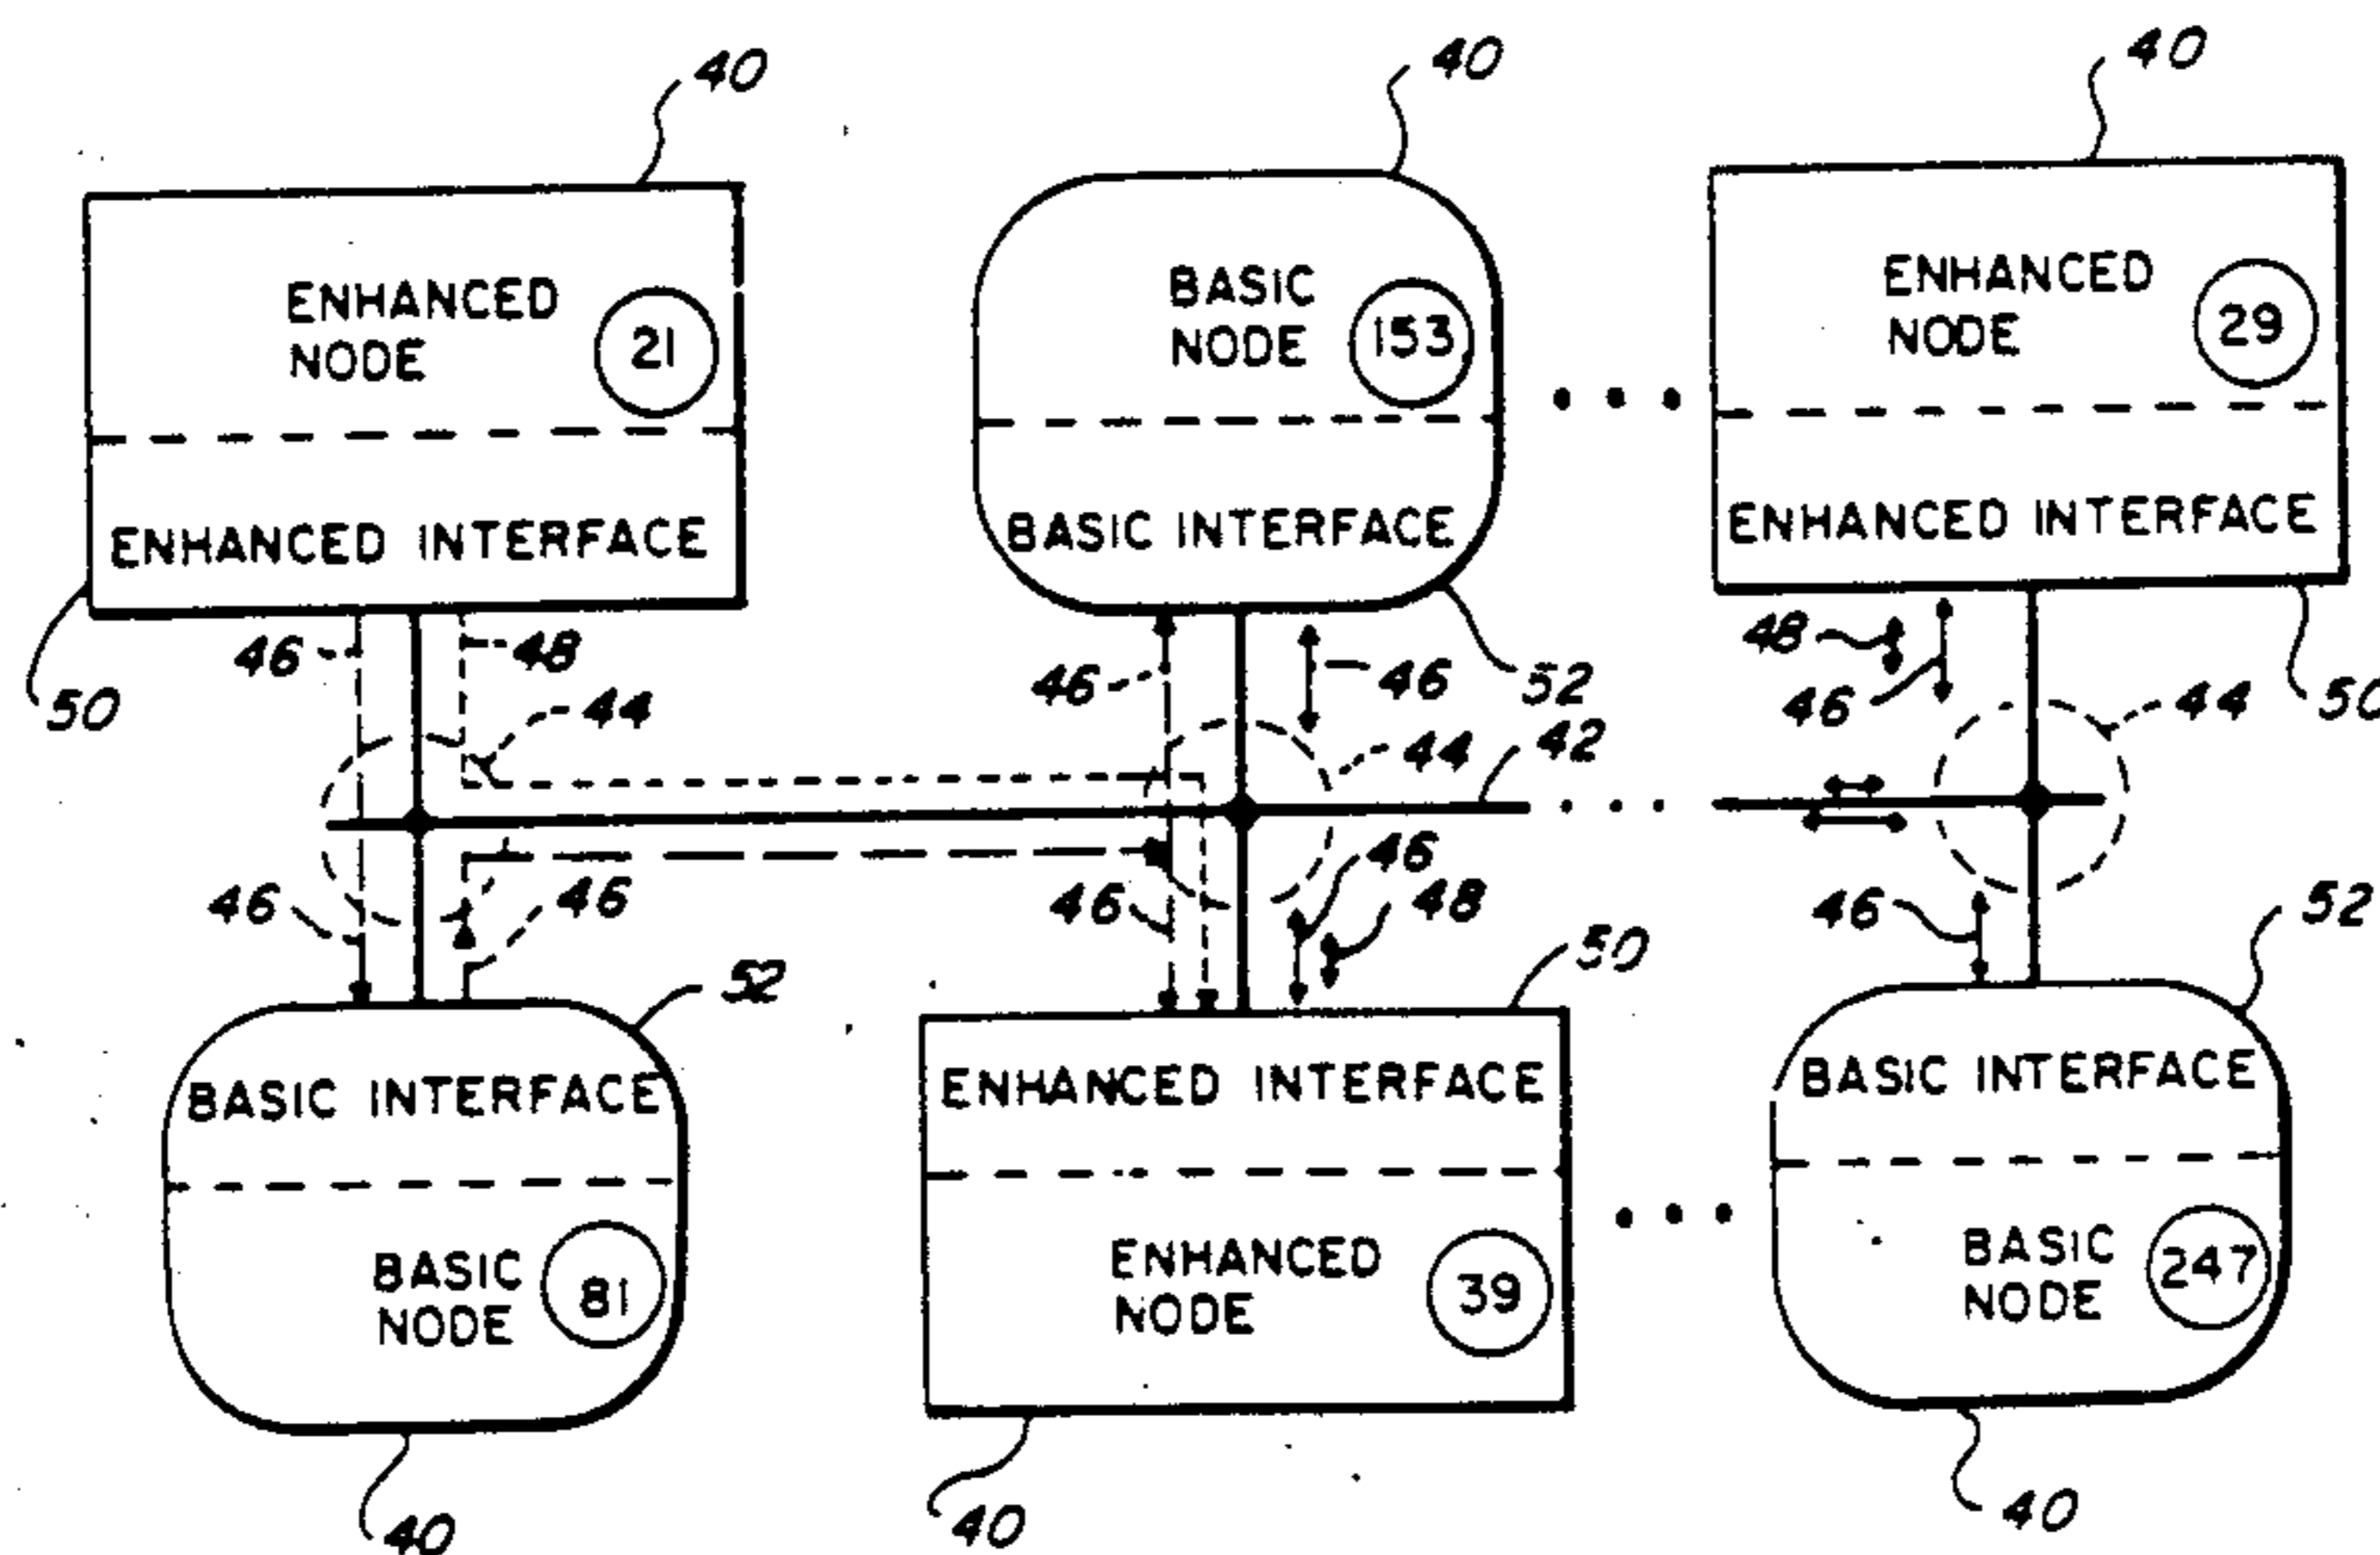 40
40
40
ENHANCED
NODE
21
BASIC
NODE
153
ENHANCED
NODE
29
ENHANCED INTERFACE
BASIC INTERFACE
ENHANCED INTERFACE
46
48
46
46
52
48
46
50
50
44
44
42
44
46
46
46
46
48
46
52
52
50
BASIC INTERFACE
ENHANCED INTERFACE
BASIC INTERFACE
BASIC
NODE
81
ENHANCED
NODE
39
BASIC
NODE
247
40
40
40